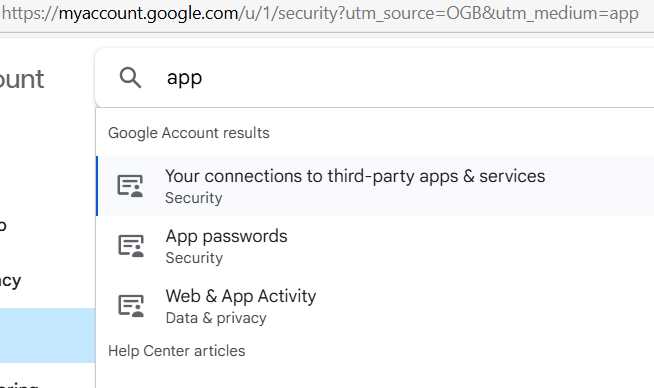 https://myaccount.google.com/u/1/security?utm_source=OGB&utm_medium=app
ount
app
Google Account results
Your connections to third-party apps & services
Security
o
App passwords
Security
acy
Web & App Activity
Data & privacy
Help Center articles